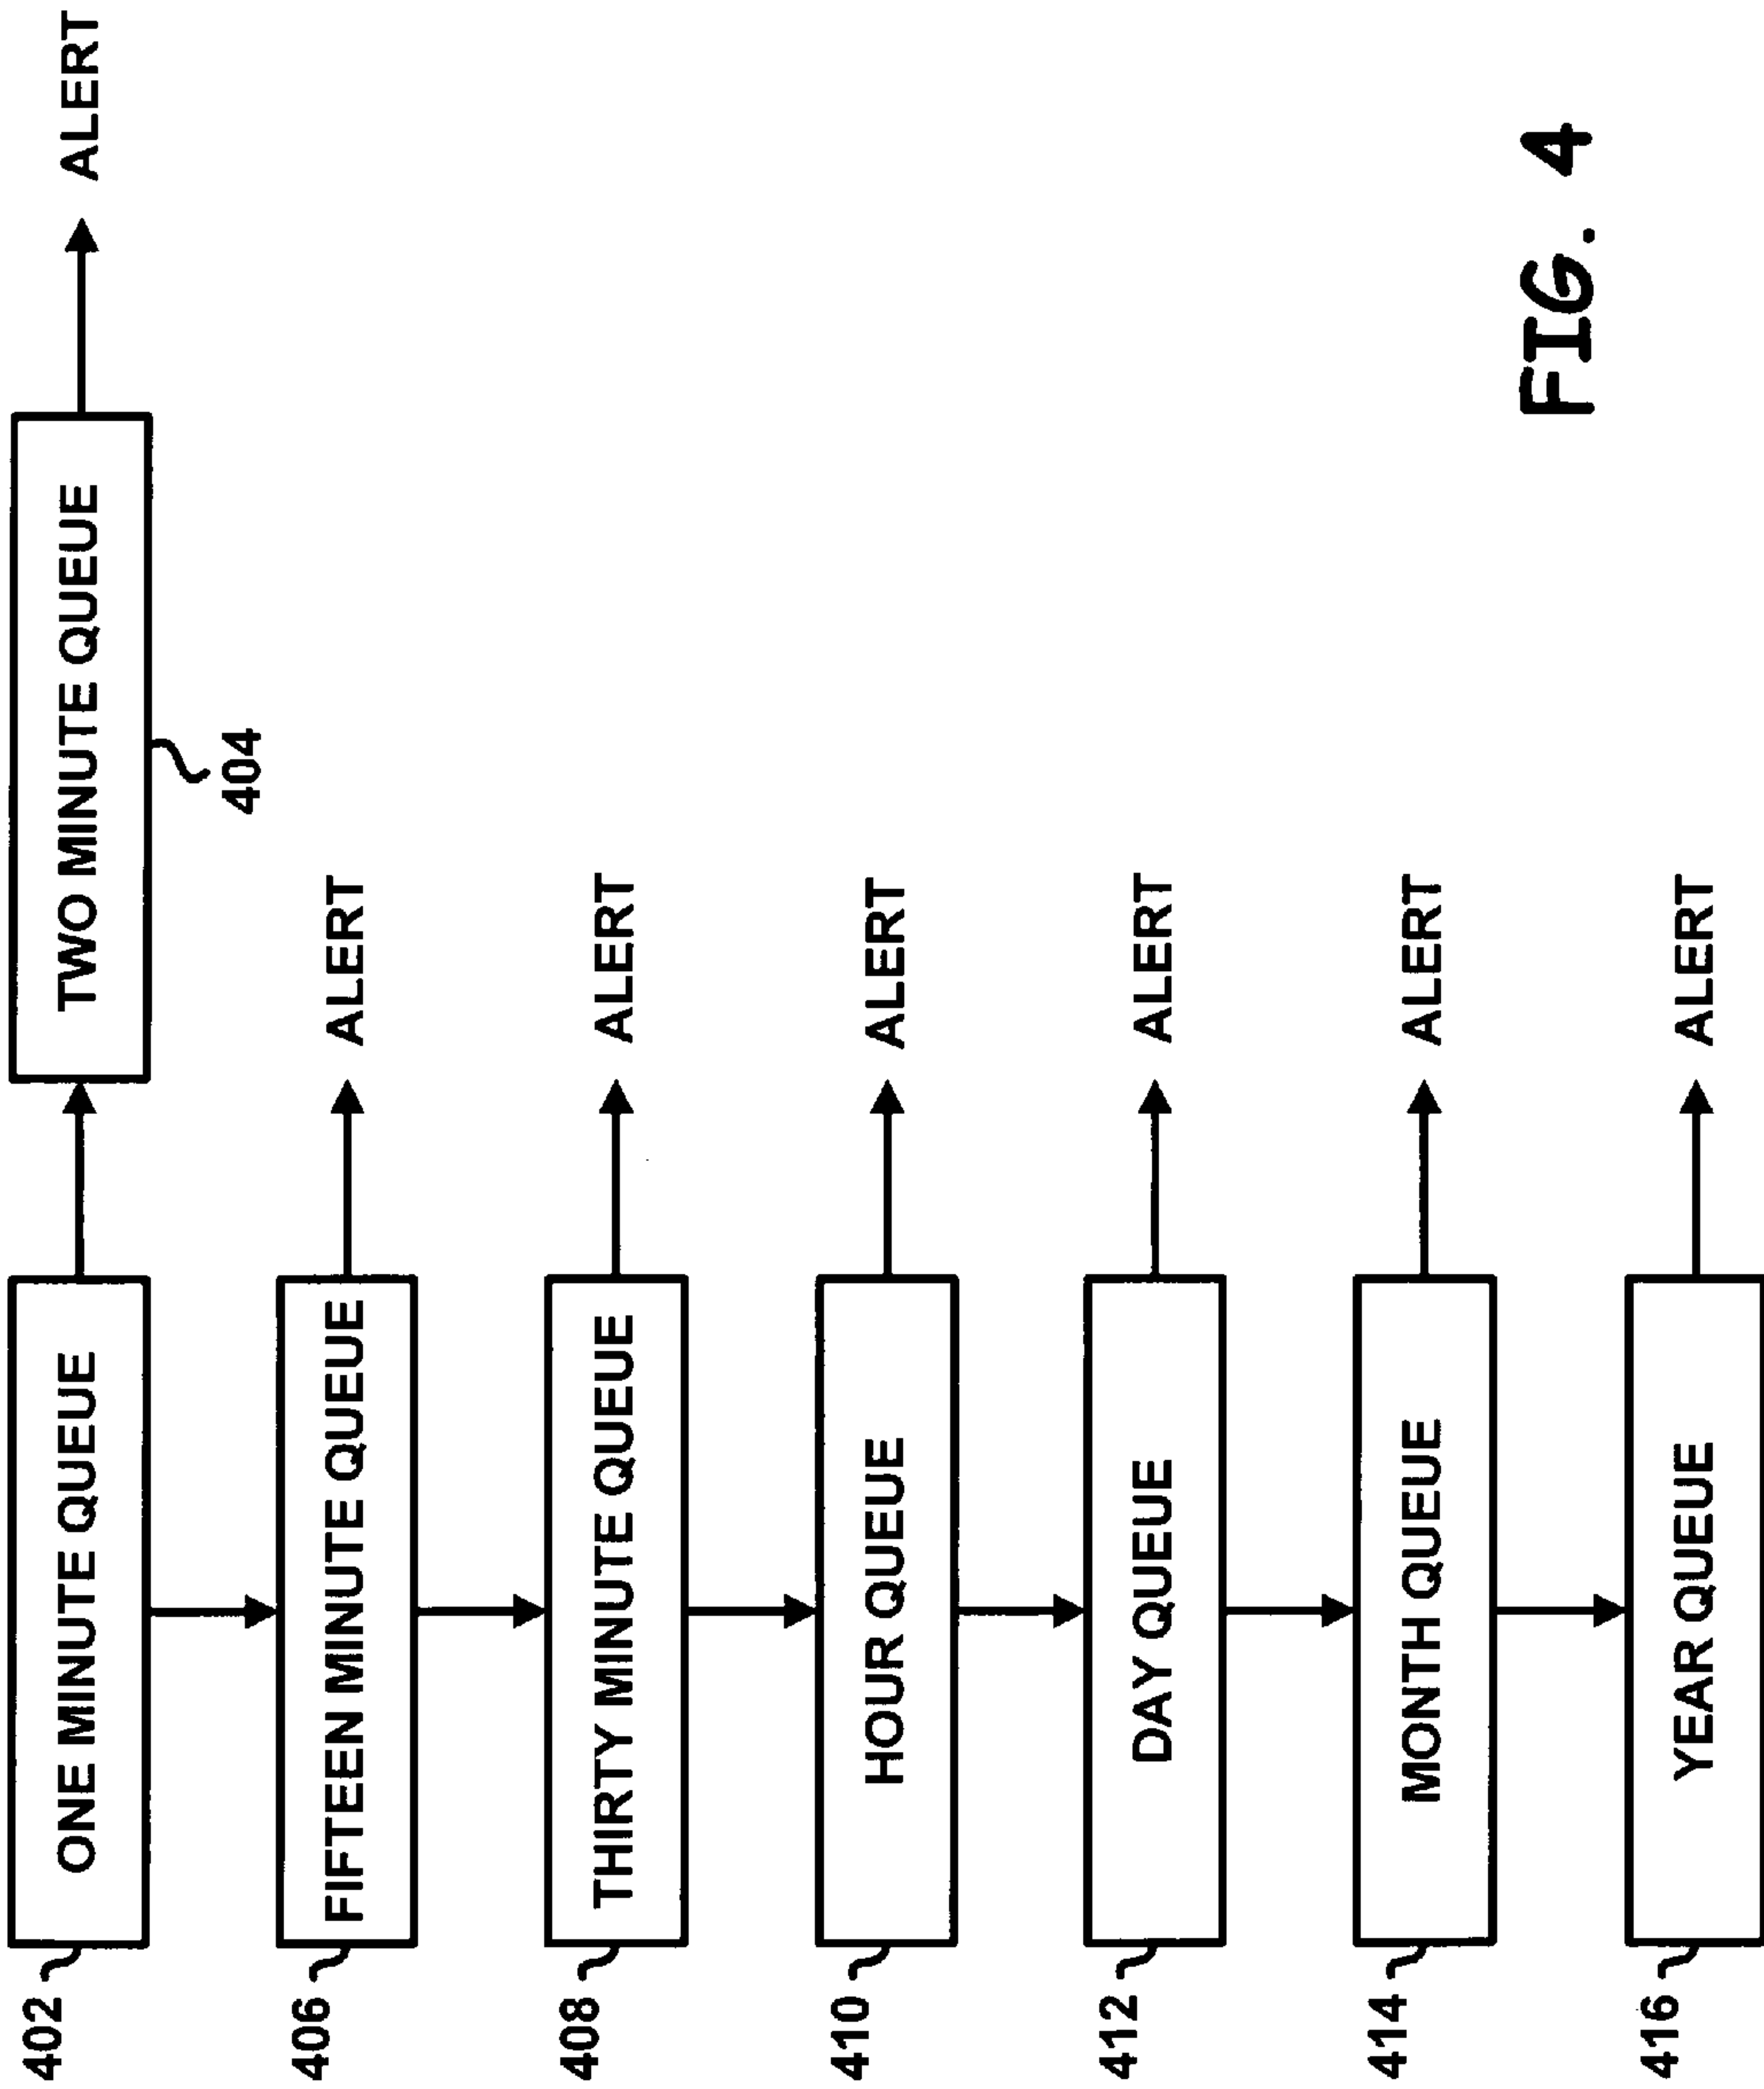 402
ONE MINUTE QUEUE
TWO MINUTE QUEUE
ALERT
404
406
FIFTEEN MINUTE QUEUE
ALERT
408
THIRTY MINUTE QUEUE
ALERT
410
HOUR QUEUE
ALERT
412
DAY QUEUE
ALERT
414
MONTH QUEUE
ALERT
416
YEAR QUEUE
ALERT
FIG. 4